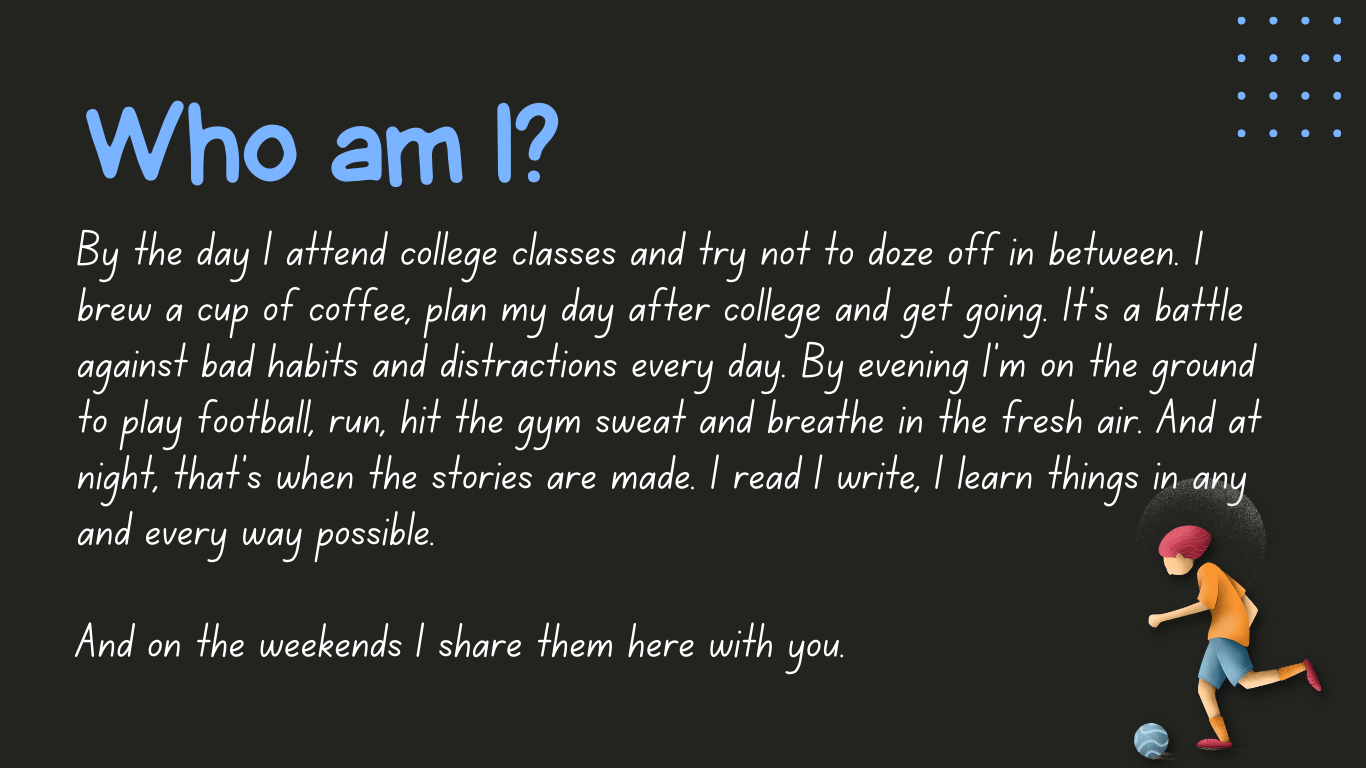 Who am I?
By the day I attend college classes and try not to doze off in between. I
brew a cup of coffee, plan my day after college and get going. It's a battle
against bad habits and distractions every day. By evening I'm on the ground
to play football, run, hit the gym sweat and breathe in the fresh air. And at
night, that's when the stories are made. I read I write, I learn things in any
and every way possible.
And on the weekends I share them here with you.